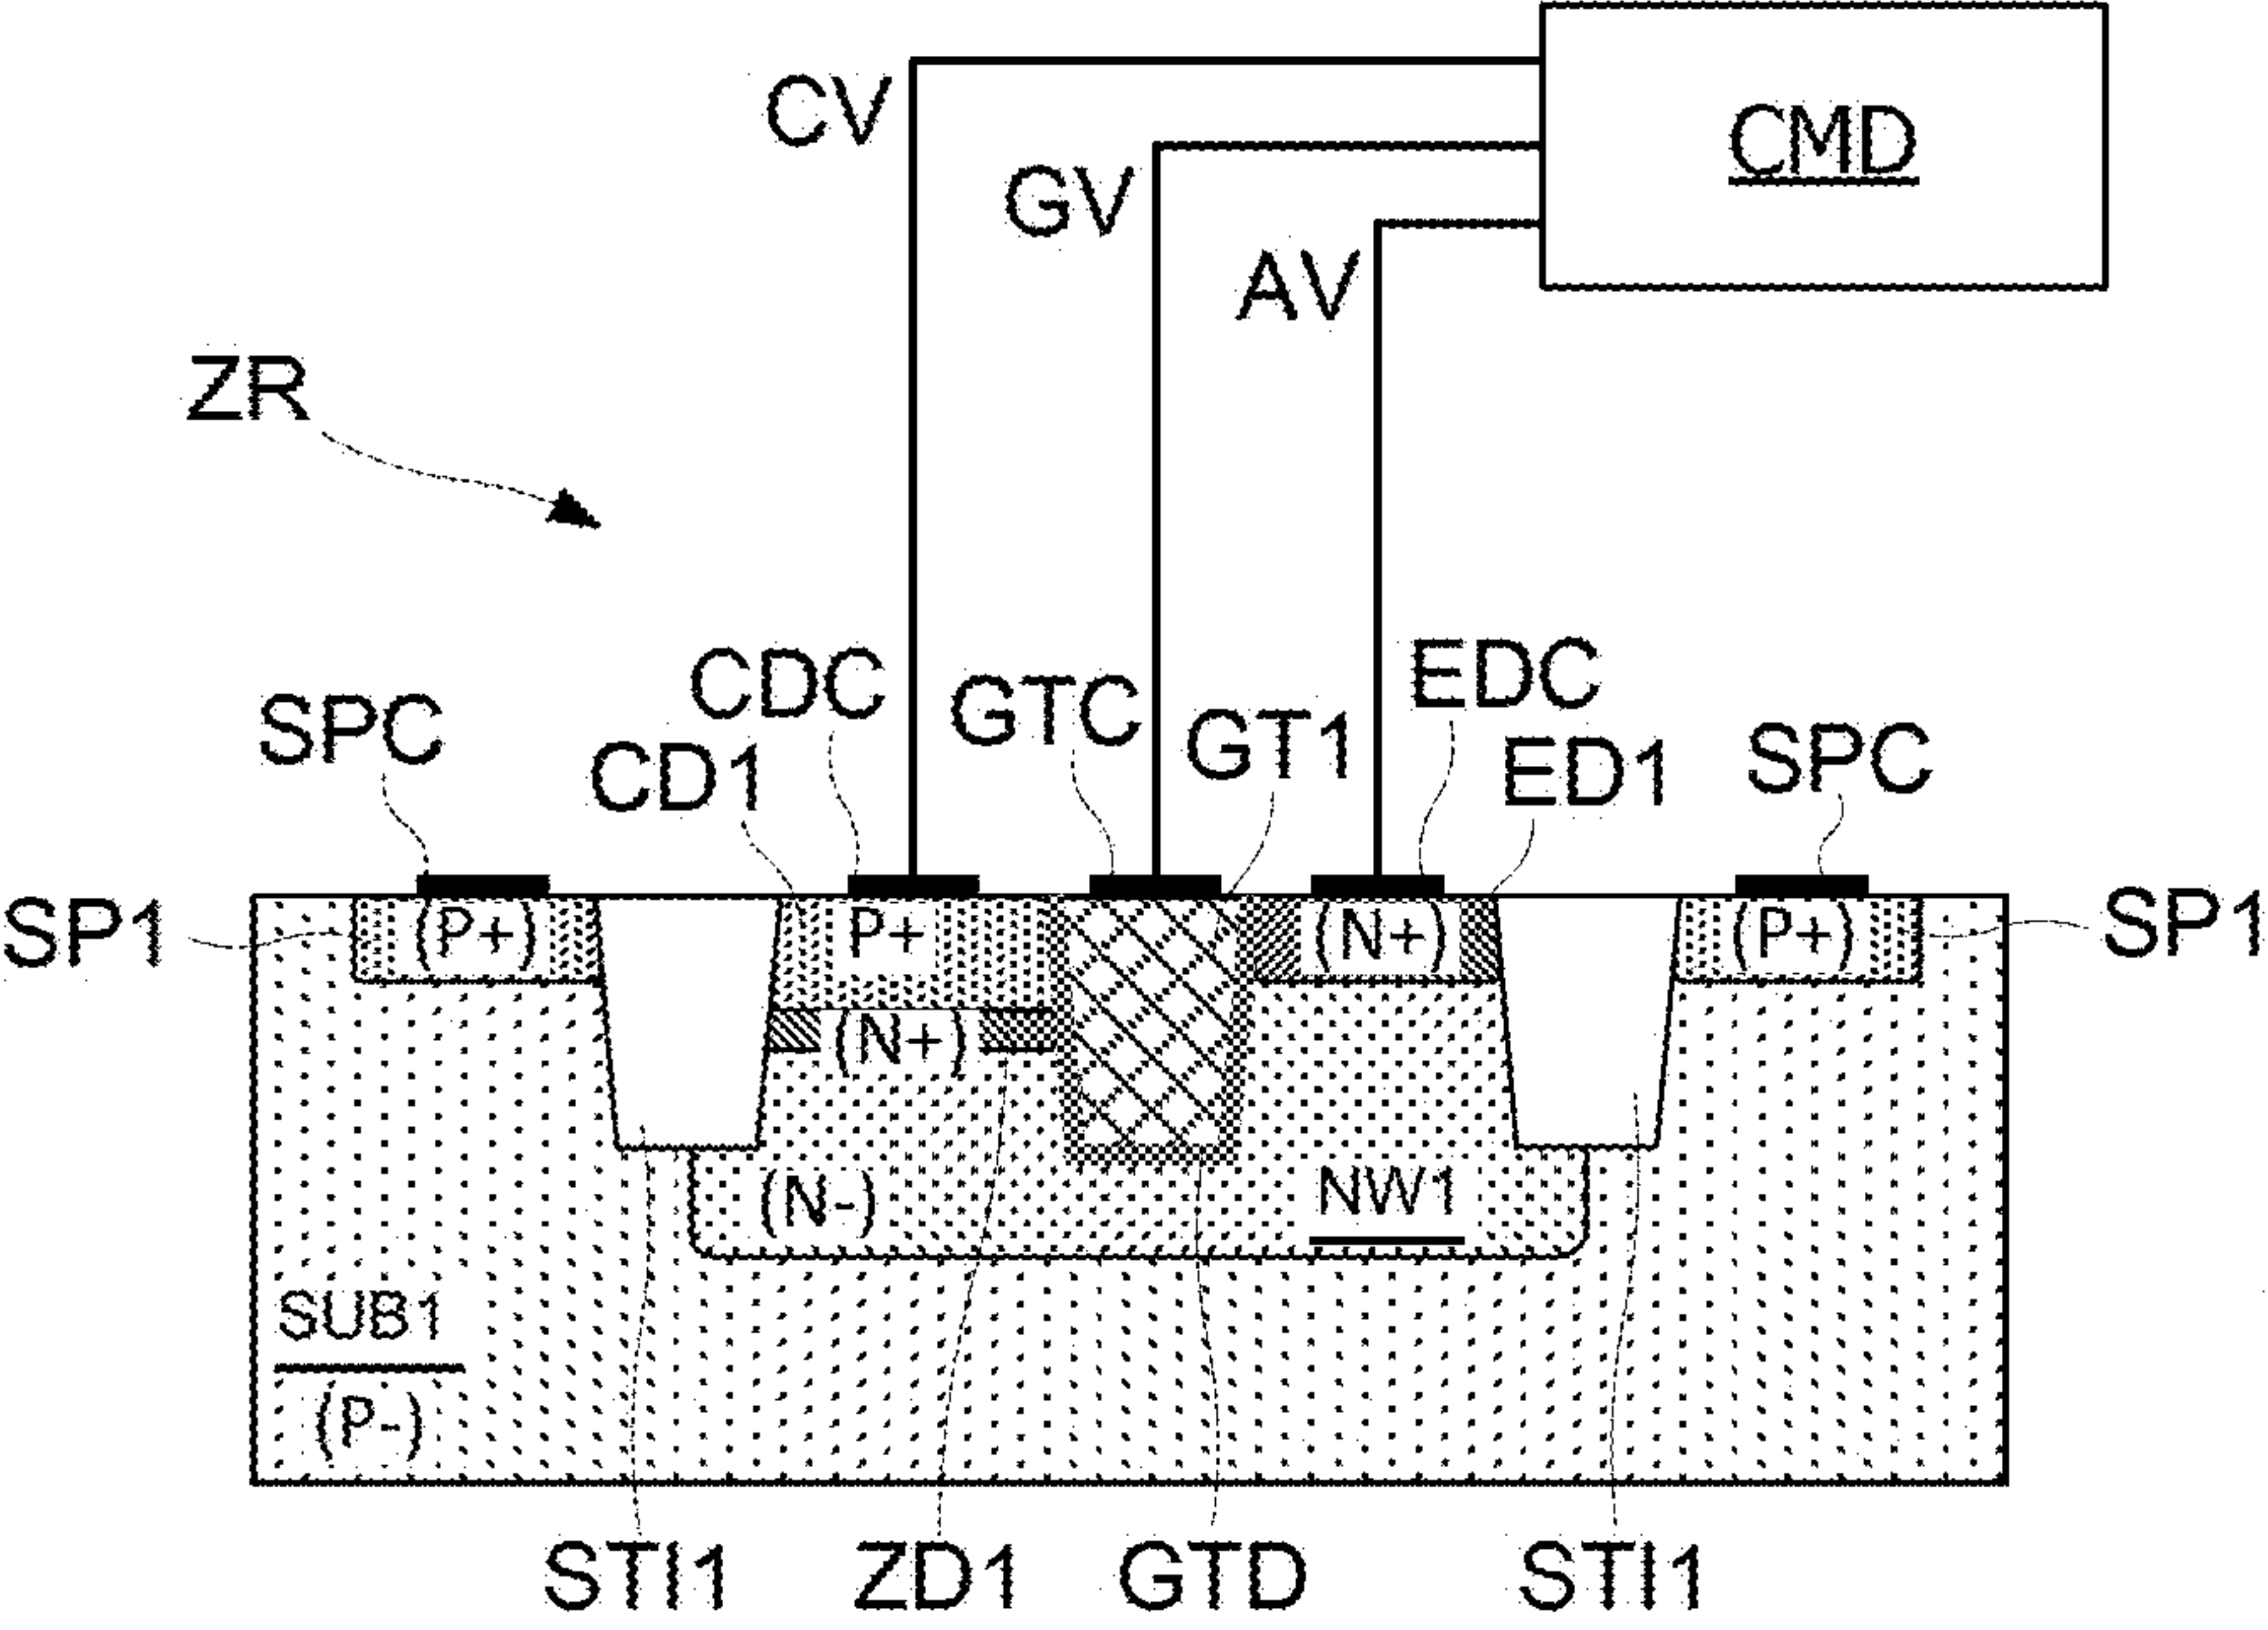 CV
CMD
GV
AV
ZR
CDC
EDC
SPC
GTC
GT1
CD1
ED1
SPC
SP1
(P+)
P+
(N+)
(P+)
SP1
(N+)
(N-)
NW1
SUB1
(P-)
STI1
ZD1
GTD
STI1